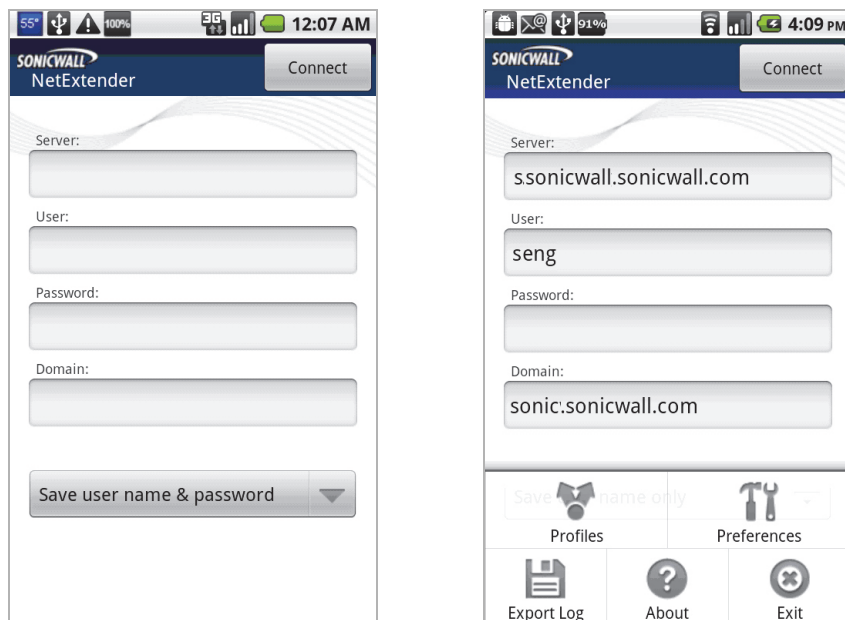 55° 100% 3G 12:07 AM
SONICWALL
NetExtender
Connect
Server:
User:
Password:
Domain:
Save user name & password
91% 4:09 PM
SONICWALL
NetExtender
Connect
Server:
s.sonicwall.sonicwall.com
User:
seng
Password:
Domain:
sonic'.sonicwall.com
Save name only
Profiles
Preferences
Export Log
About
Exit